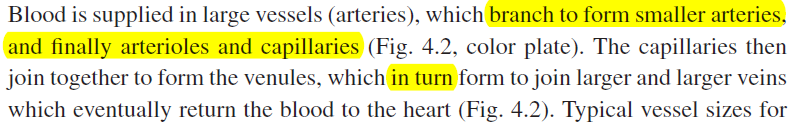 Blood is supplied in large vessels (arteries), which branch to form smaller arteries,
and finally arterioles and capillaries (Fig. 4.2, color plate). The capillaries then
join together to form the venules, which in turn form to join larger and larger veins
which eventually return the blood to the heart (Fig. 4.2). Typical vessel sizes for